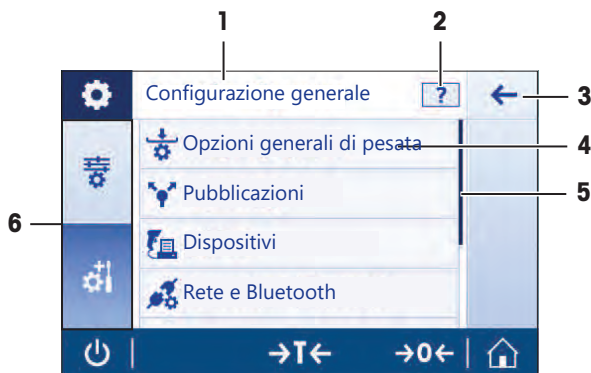 1
2
Configurazione generale
?
3
Opzioni generali di pesata
4
Pubblicazioni
5
Dispositivi
6
Rete e Bluetooth
→T←
→0←